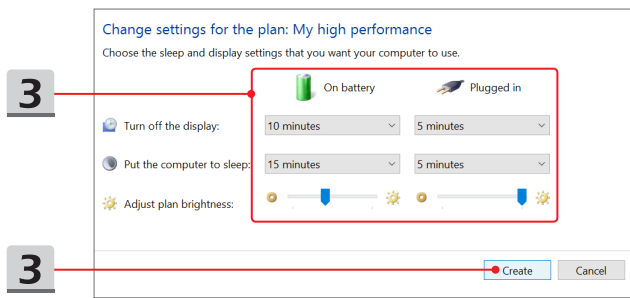 Change settings for the plan: My high performance
Choose the sleep and display settings that you want your computer to use.
3
On battery Plugged in
Turn off the display: 10 minutes 5 minutes
Put the computer to sleep: 15 minutes 5 minutes
Adjust plan brightness:
3
Create Cancel